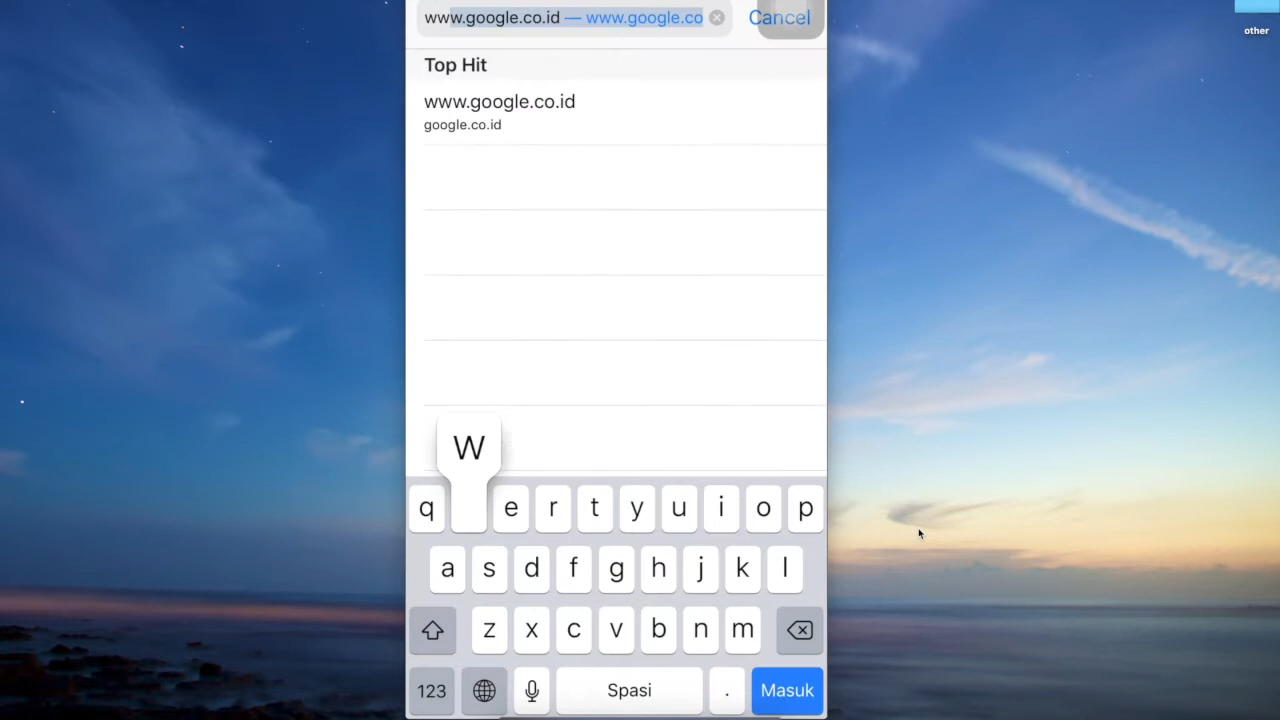 www.google.co.id — www.google.co
Cancel
other
Top Hit
www.google.co.id
google.co.id
W
q e r t y u i o p
a s d f g h j k l
z x c v b n m
123 Spasi . Masuk